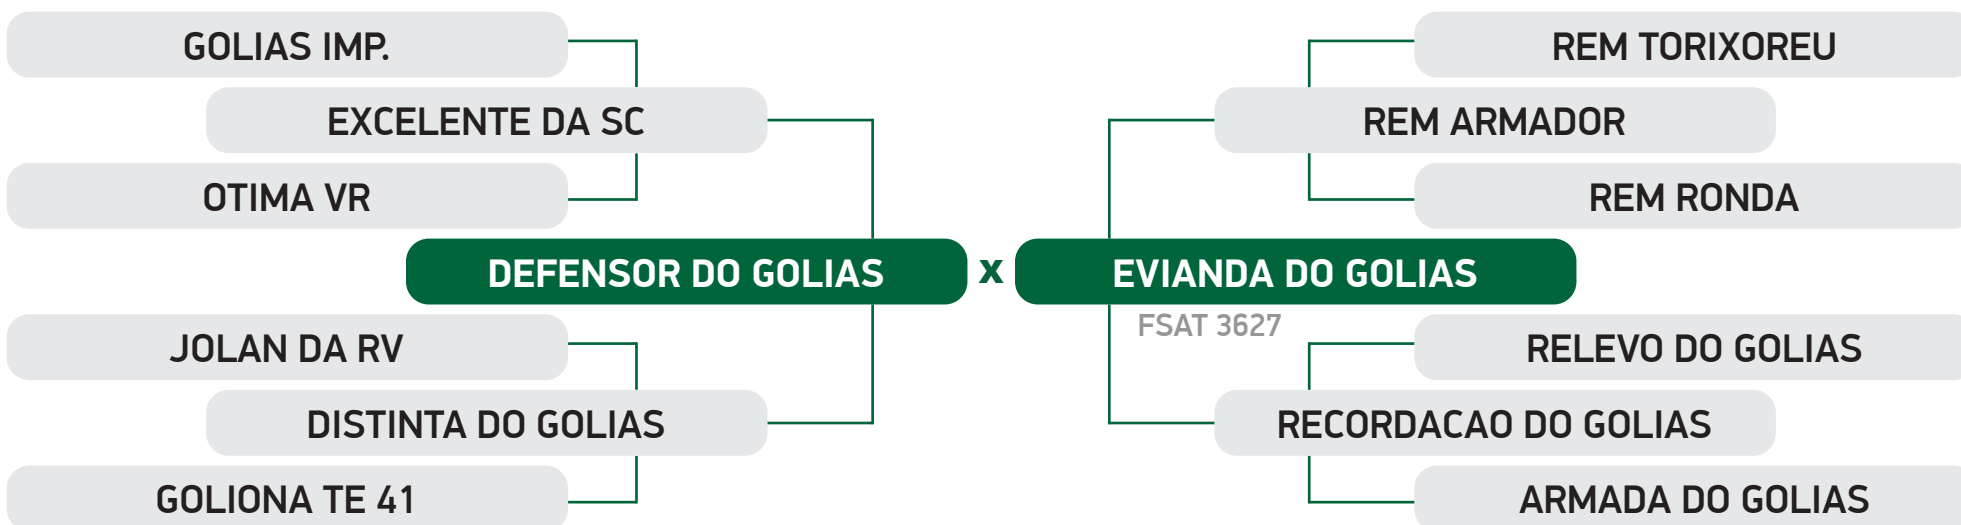 GOLIAS IMP.
REM TORIXOREU
EXCELENTE DA SC
REM ARMADOR
OTIMA VR
REM RONDA
DEFENSOR DO GOLIAS x EVIANDA DO GOLIAS
FSAT 3627
JOLAN DA RV
RELEVO DO GOLIAS
DISTINTA DO GOLIAS
RECORDACAO DO GOLIAS
GOLIONA TE 41
ARMADA DO GOLIAS